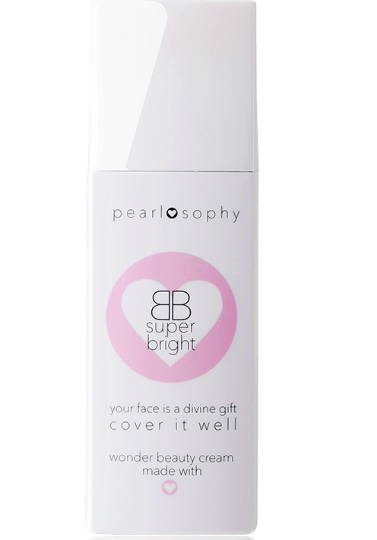 pearlosophy
BB
super
bright
your face is a divine gift
cover it well
wonder beauty cream
made with